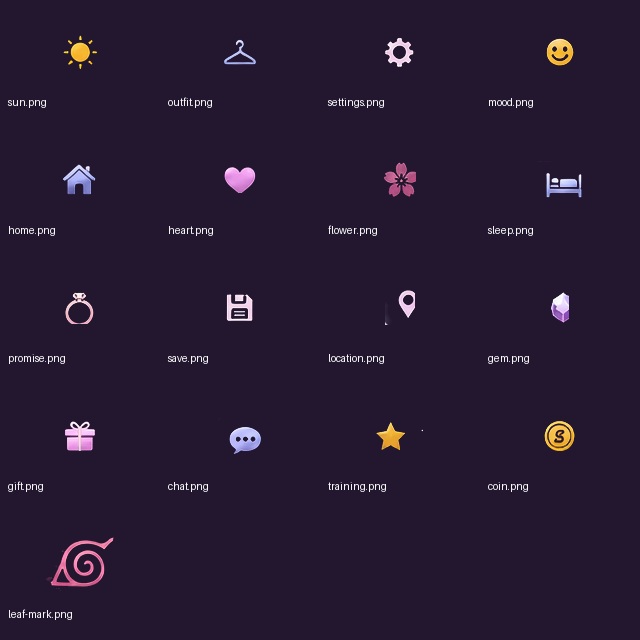 sun.png
outfit.png
settings.png
mood.png
home.png
heart.png
flower.png
sleep.png
promise.png
save.png
location.png
gem.png
gift.png
chat.png
training.png
S
coin.png
leaf-mark.png